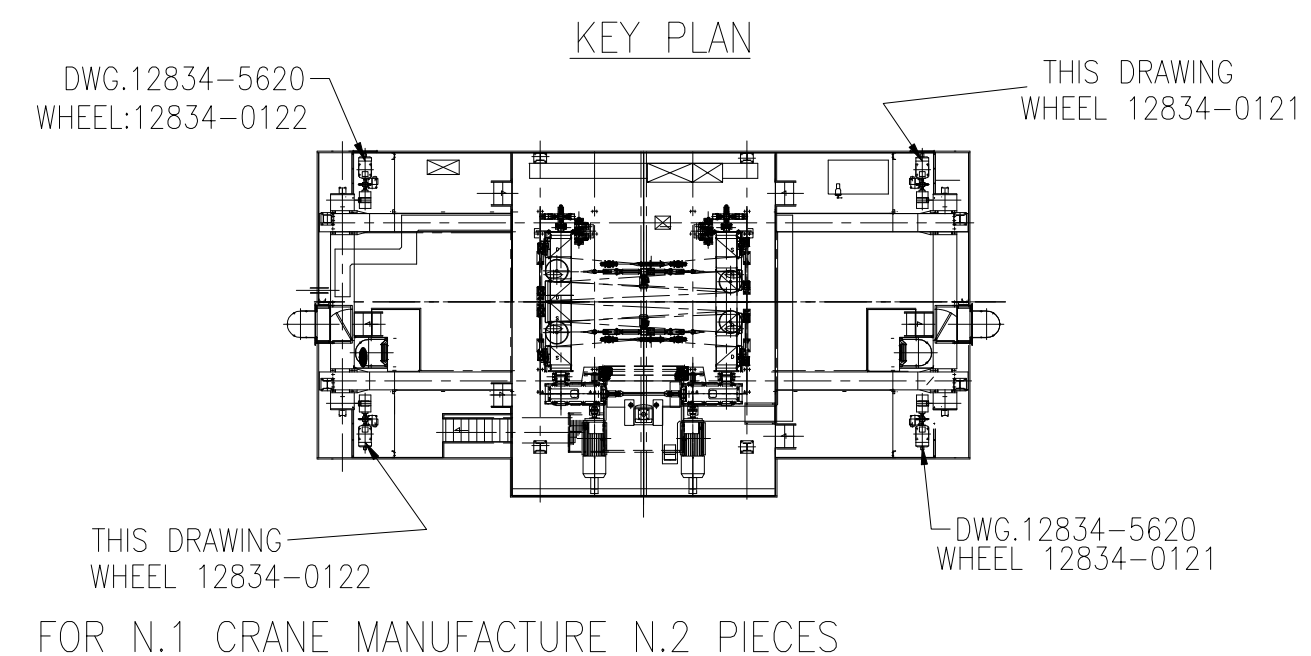 KEY PLAN
DWG.12834-5620
WHEEL:12834-0122
THIS DRAWING
WHEEL 12834-0121
THIS DRAWING
WHEEL 12834-0122
DWG.12834-5620
WHEEL 12834-0121
FOR N.1 CRANE MANUFACTURE N.2 PIECES